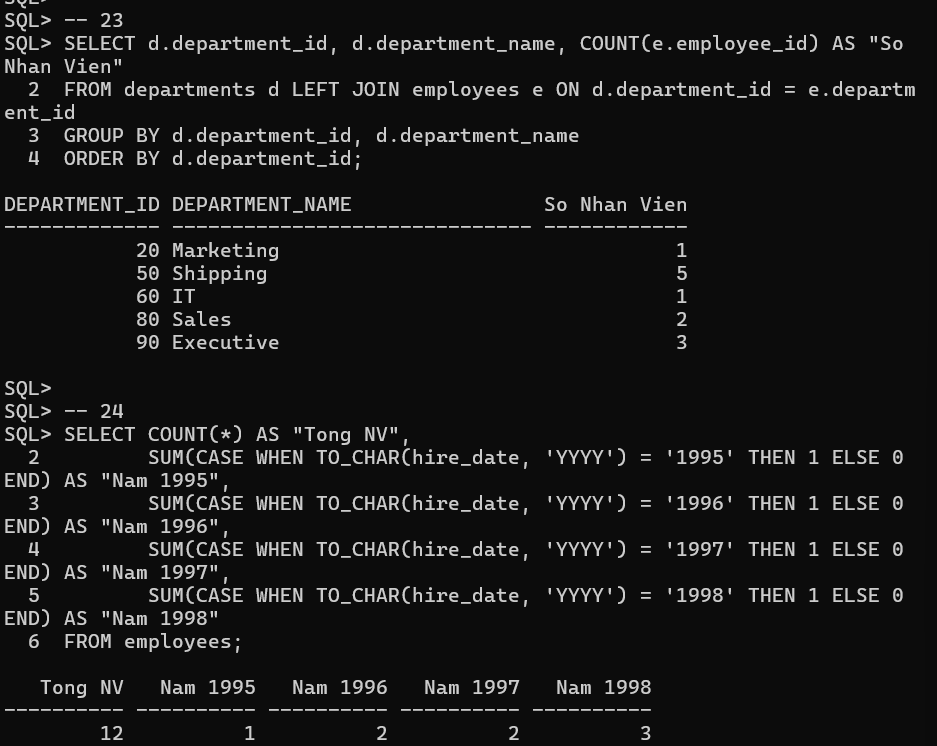 SQL>
SQL> -- 23
SQL> SELECT d.department_id, d.department_name, COUNT(e.employee_id) AS "So
Nhan Vien"
  2  FROM departments d LEFT JOIN employees e ON d.department_id = e.departm
ent_id
  3  GROUP BY d.department_id, d.department_name
  4  ORDER BY d.department_id;

DEPARTMENT_ID DEPARTMENT_NAME                So Nhan Vien
------------- ------------------------------ ------------
           20 Marketing                                 1
           50 Shipping                                  5
           60 IT                                        1
           80 Sales                                     2
           90 Executive                                 3

SQL>
SQL> -- 24
SQL> SELECT COUNT(*) AS "Tong NV",
  2         SUM(CASE WHEN TO_CHAR(hire_date, 'YYYY') = '1995' THEN 1 ELSE 0
END) AS "Nam 1995",
  3         SUM(CASE WHEN TO_CHAR(hire_date, 'YYYY') = '1996' THEN 1 ELSE 0
END) AS "Nam 1996",
  4         SUM(CASE WHEN TO_CHAR(hire_date, 'YYYY') = '1997' THEN 1 ELSE 0
END) AS "Nam 1997",
  5         SUM(CASE WHEN TO_CHAR(hire_date, 'YYYY') = '1998' THEN 1 ELSE 0
END) AS "Nam 1998"
  6  FROM employees;

   Tong NV   Nam 1995   Nam 1996   Nam 1997   Nam 1998
---------- ---------- ---------- ---------- ----------
        12          1          2          2          3